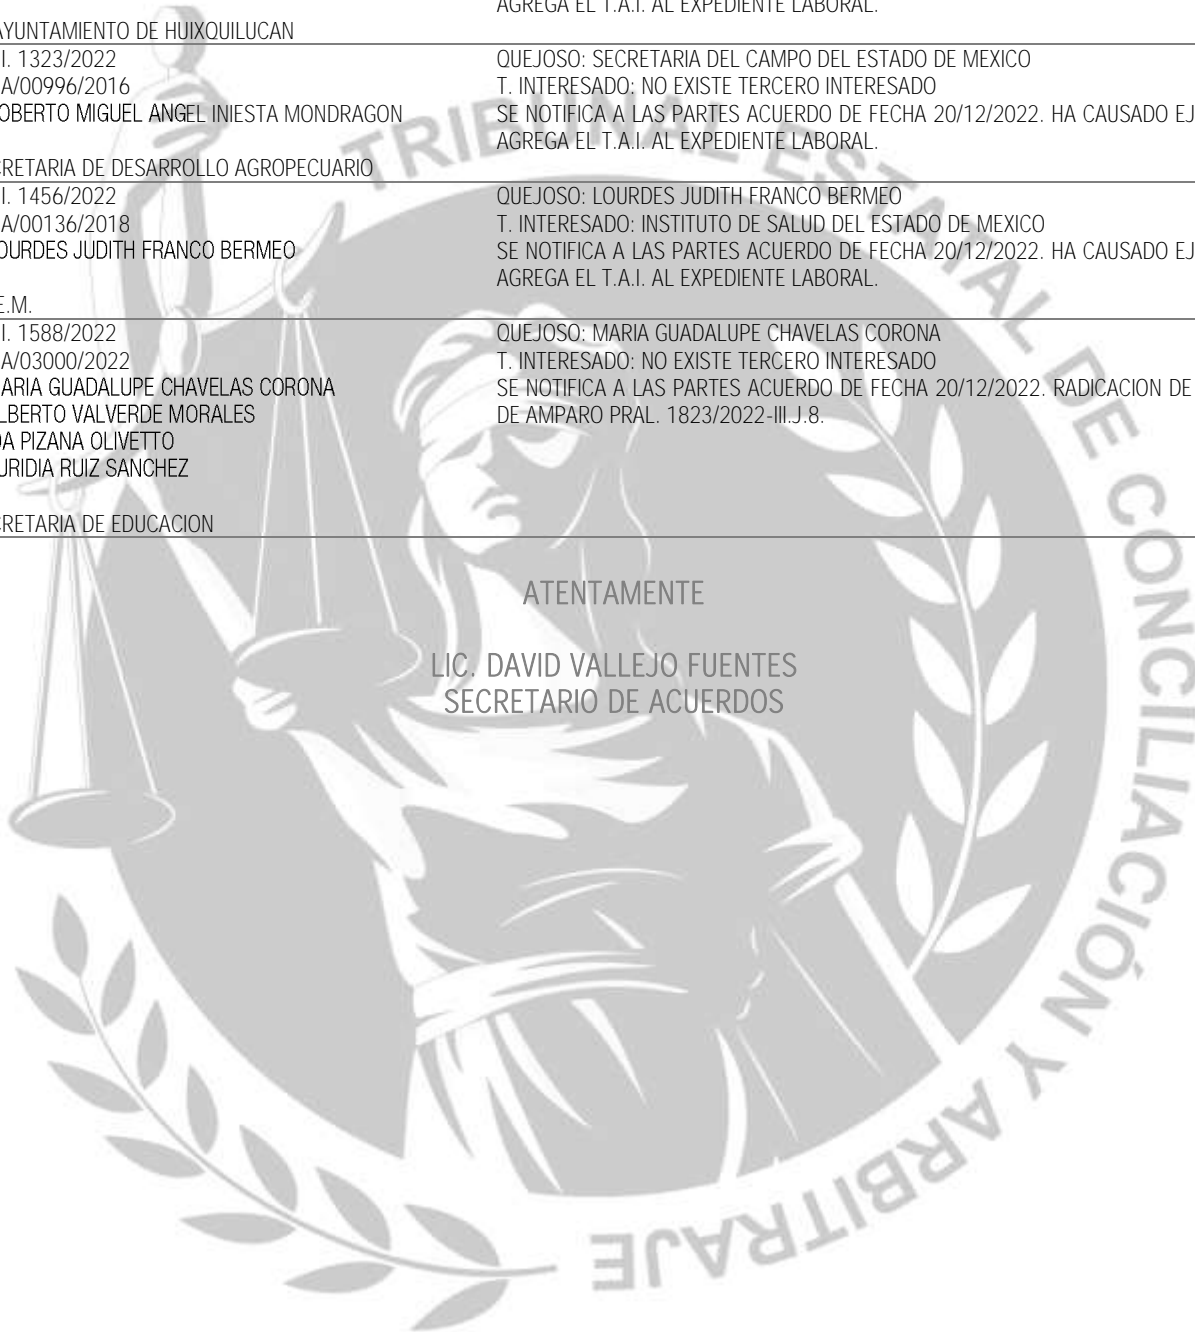 AGREGA EL T.A.I. AL EXPEDIENTE LABORAL.
AYUNTAMIENTO DE HUIXQUILUCAN
I. 1323/2022
QUEJOSO: SECRETARIA DEL CAMPO DEL ESTADO DE MEXICO
A/00996/2016
T. INTERESADO: NO EXISTE TERCERO INTERESADO
OBERTO MIGUEL ANGEL INIESTA MONDRAGON
SE NOTIFICA A LAS PARTES ACUERDO DE FECHA 20/12/2022. HA CAUSADO EJ
AGREGA EL T.A.I. AL EXPEDIENTE LABORAL.
CRETARIA DE DESARROLLO AGROPECUARIO
I. 1456/2022
QUEJOSO: LOURDES JUDITH FRANCO BERMEO
A/00136/2018
T. INTERESADO: INSTITUTO DE SALUD DEL ESTADO DE MEXICO
OURDES JUDITH FRANCO BERMEO
SE NOTIFICA A LAS PARTES ACUERDO DE FECHA 20/12/2022. HA CAUSADO EJ
AGREGA EL T.A.I. AL EXPEDIENTE LABORAL.
E.M.
I. 1588/2022
QUEJOSO: MARIA GUADALUPE CHAVELAS CORONA
A/03000/2022
T. INTERESADO: NO EXISTE TERCERO INTERESADO
ARIA GUADALUPE CHAVELAS CORONA
SE NOTIFICA A LAS PARTES ACUERDO DE FECHA 20/12/2022. RADICACION DE
LBERTO VALVERDE MORALES
DE AMPARO PRAL. 1823/2022-III.J.8.
DA PIZANA OLIVETTO
URIDIA RUIZ SANCHEZ
CRETARIA DE EDUCACION
ATENTAMENTE
LIC. DAVID VALLEJO FUENTES
SECRETARIO DE ACUERDOS
TRIBUNAL ESTATAL DE CONCILIACIÓN Y ARBITRAJE